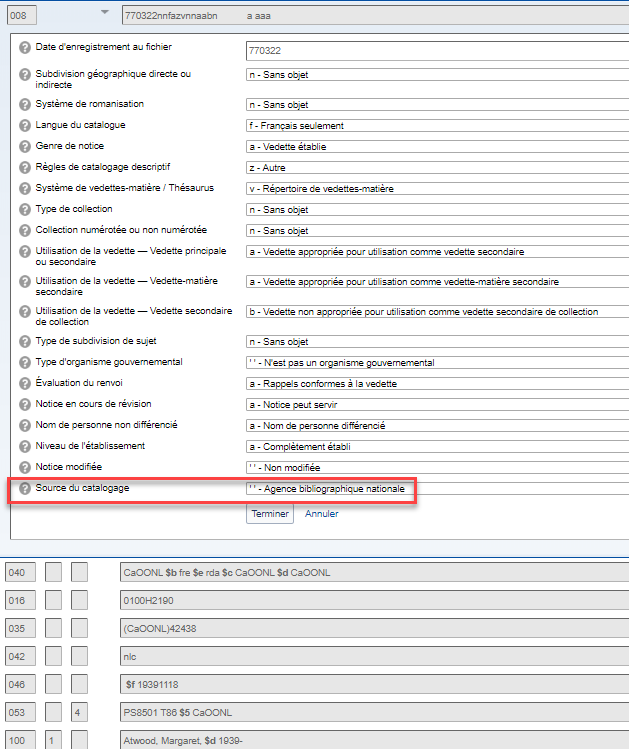 008 770322nnfazvnnaabn a aaa
Date d'enregistrement au fichier 770322
Subdivision géographique directe ou
indirecte n - Sans objet
Système de romanisation n - Sans objet
Langue du catalogue f - Français seulement
Genre de notice a - Vedette établie
Règles de catalogage descriptif z - Autre
Système de vedettes-matière / Thésaurus v - Répertoire de vedettes-matière
Type de collection n - Sans objet
Collection numérotée ou non numérotée n - Sans objet
Utilisation de la vedette — Vedette principale
ou secondaire a - Vedette appropriée pour utilisation comme vedette secondaire
Utilisation de la vedette — Vedette-matière
secondaire a - Vedette appropriée pour utilisation comme vedette-matière secondaire
Utilisation de la vedette — Vedette secondaire
de collection b - Vedette non appropriée pour utilisation comme vedette secondaire de collection
Type de subdivision de sujet n - Sans objet
Type d'organisme gouvernemental ' ' - N'est pas un organisme gouvernemental
Évaluation du renvoi a - Rappels conformes à la vedette
Notice en cours de révision a - Notice peut servir
Nom de personne non différencié a - Nom de personne différencié
Niveau de l'établissement a - Complètement établi
Notice modifiée ' ' - Non modifiée
Source du catalogage ' ' - Agence bibliographique nationale
Terminer Annuler
040 CaOONL $b fre $e rda $c CaOONL $d CaOONL
016 0100H2190
035 (CaOONL)42438
042 nlc
046 $f 19391118
053 4 PS8501 T86 $5 CaOONL
100 1 Atwood, Margaret, $d 1939-